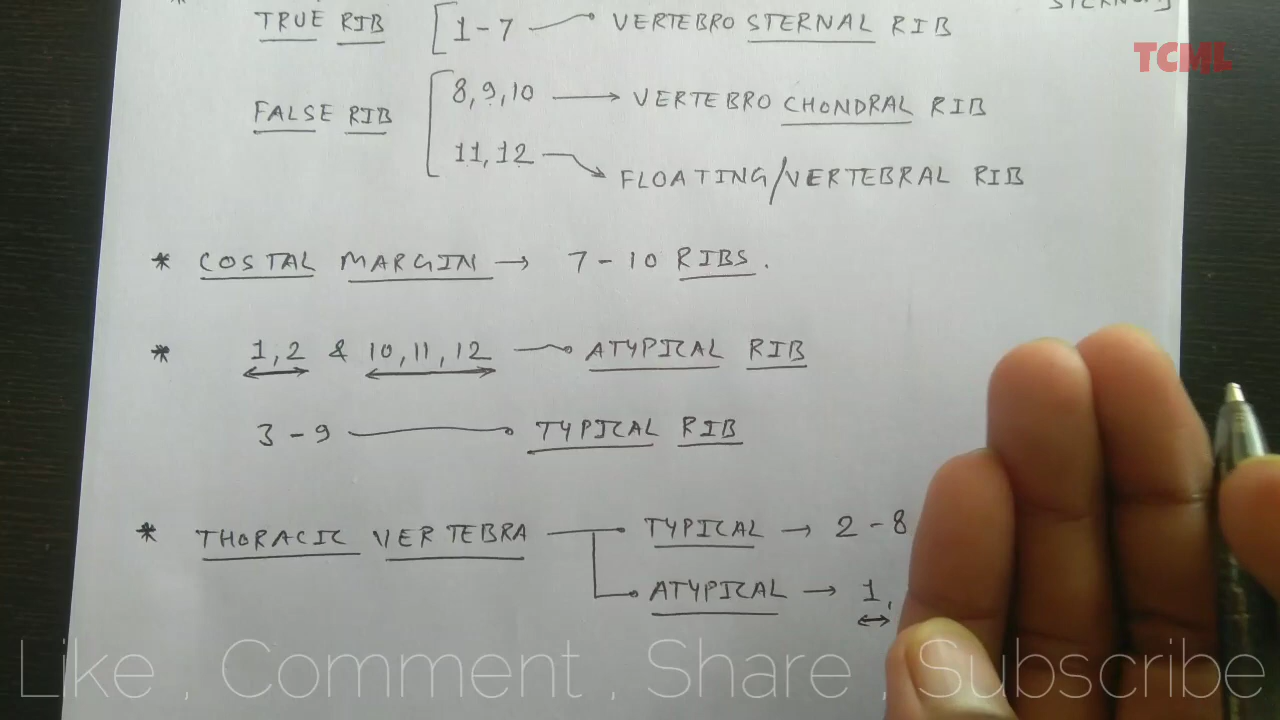 STERNUM]
* TRUE RIB [1-7 → VERTEBRO STERNAL RIB
TCML
FALSE RIB [8,9,10 → VERTEBRO CHONDRAL RIB
11,12 → FLOATING/VERTEBRAL RIB
* COSTAL MARGIN → 7-10 RIBS.
* 1,2 & 10,11,12 → ATYPICAL RIB
3-9 → TYPICAL RIB
* THORACIC VERTEBRA → TYPICAL → 2-8
ATYPICAL → 1,
Like , Comment , Share , Subscribe